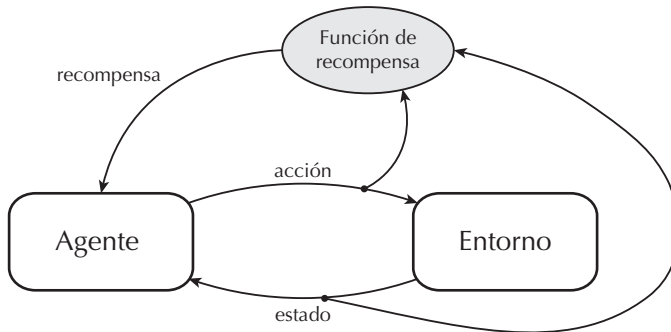 Función de
recompensa
recompensa
acción
Agente
Entorno
estado